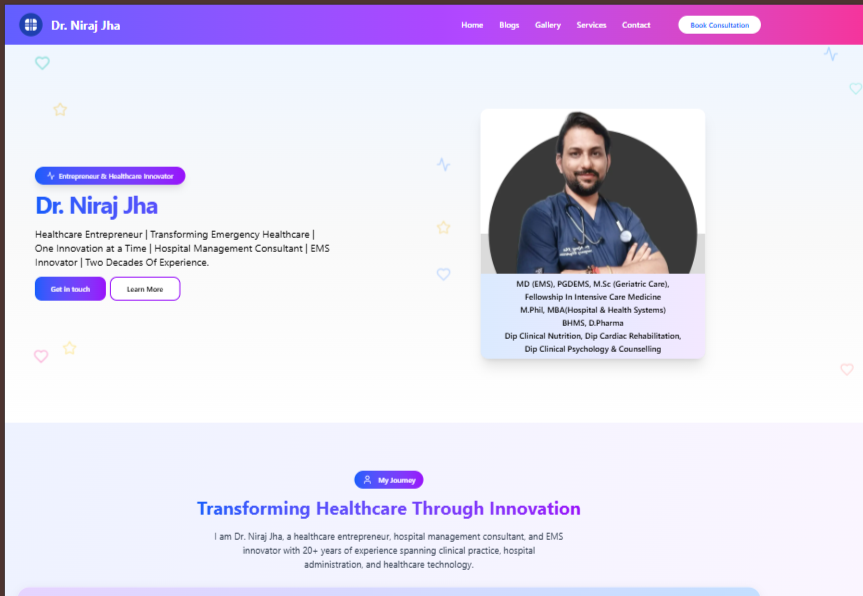 Dr. Niraj Jha
Home Blogs Gallery Services Contact Book Consultation
Entrepreneur & Healthcare Innovator
Dr. Niraj Jha
Healthcare Entrepreneur | Transforming Emergency Healthcare |
One Innovation at a Time | Hospital Management Consultant | EMS
Innovator | Two Decades Of Experience.
Get in touch Learn More
MD (EMS), PGDEMS, M.Sc (Geriatric Care),
Fellowship In Intensive Care Medicine
M.Phil, MBA(Hospital & Health Systems)
BHMS, D.Pharma
Dip Clinical Nutrition, Dip Cardiac Rehabilitation,
Dip Clinical Psychology & Counselling
My Journey
Transforming Healthcare Through Innovation
I am Dr. Niraj Jha, a healthcare entrepreneur, hospital management consultant, and EMS
innovator with 20+ years of experience spanning clinical practice, hospital
administration, and healthcare technology.